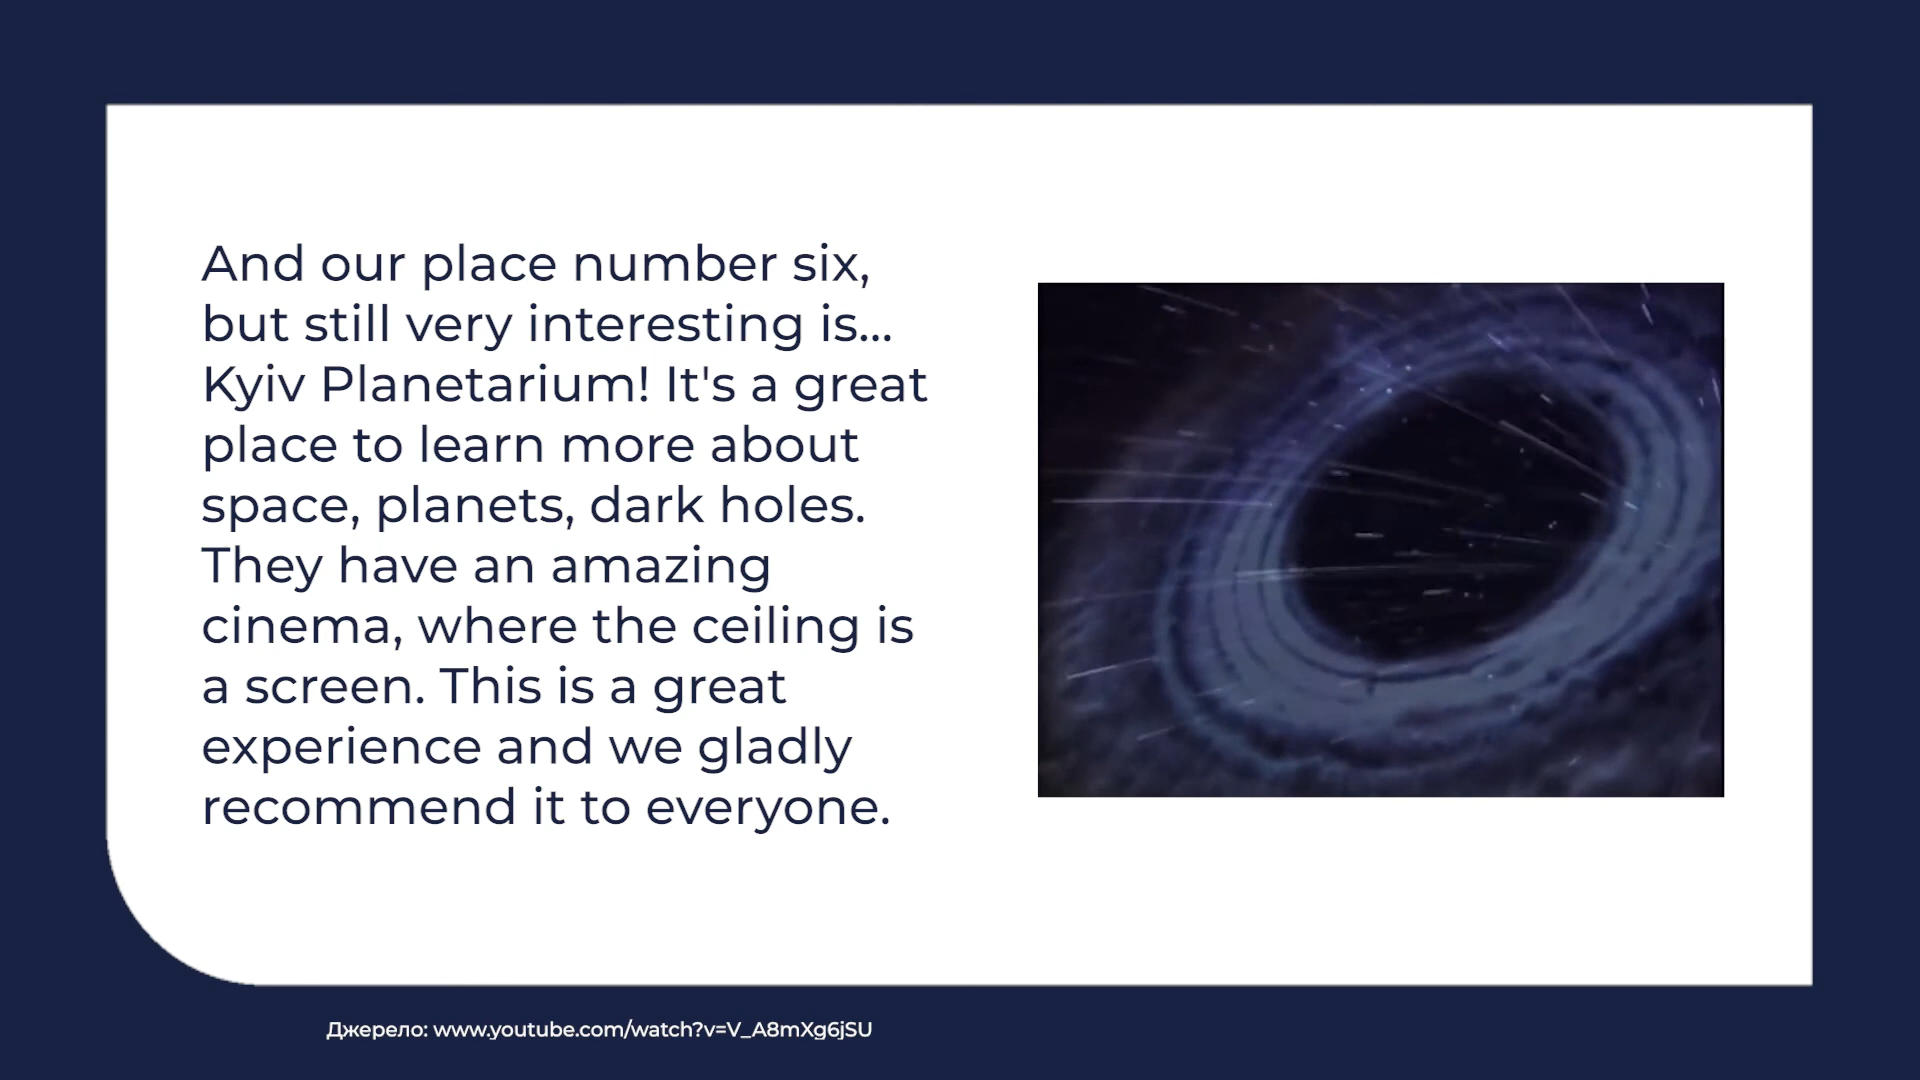 And our place number six,
but still very interesting is...
Kyiv Planetarium! It's a great
place to learn more about
space, planets, dark holes.
They have an amazing
cinema, where the ceiling is
a screen. This is a great
experience and we gladly
recommend it to everyone.
Джерело: www.youtube.com/watch?v=V_A8mXg6jSU